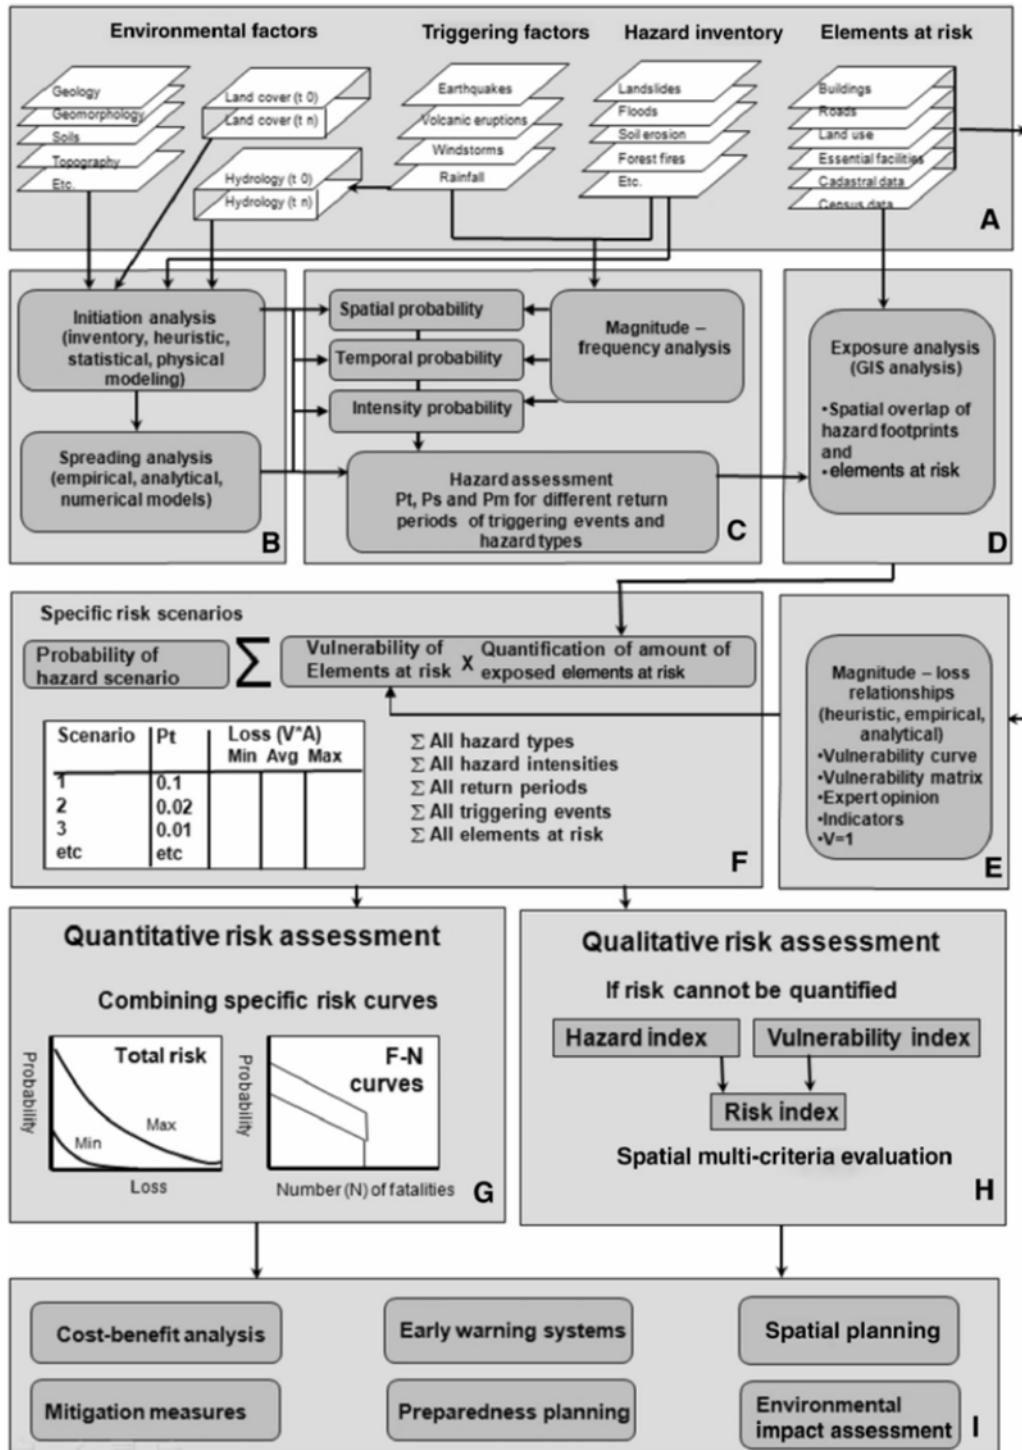 Environmental factors
Triggering factors
Hazard inventory
Elements at risk
Geology
Geomorphology
Soils
Topography
Etc.
Land cover (t 0)
Land cover (t n)
Hydrology (t 0)
Hydrology (t n)
Earthquakes
Volcanic eruptions
Windstorms
Rainfall
Landslides
Floods
Soil erosion
Forest fires
Etc.
Buildings
Roads
Land use
Essential facilities
Cadastral data
Census data
A
Initiation analysis
(inventory, heuristic,
statistical, physical
modeling)
Spreading analysis
(empirical, analytical,
numerical models)
B
Spatial probability
Temporal probability
Intensity probability
Magnitude –
frequency analysis
Hazard assessment
Pt, Ps and Pm for different return
periods of triggering events and
hazard types
C
Exposure analysis
(GIS analysis)
•Spatial overlap of
hazard footprints
and
•elements at risk
D
Specific risk scenarios
Probability of
hazard scenario
Σ
Vulnerability of
Elements at risk
X
Quantification of amount of
exposed elements at risk
Scenario Pt Loss (V*A)
Min Avg Max
1 0.1
2 0.02
3 0.01
etc etc
Σ All hazard types
Σ All hazard intensities
Σ All return periods
Σ All triggering events
Σ All elements at risk
F
Magnitude – loss
relationships
(heuristic, empirical,
analytical)
•Vulnerability curve
•Vulnerability matrix
•Expert opinion
•Indicators
•V=1
E
Quantitative risk assessment
Combining specific risk curves
Probability
Total risk
Max
Min
Loss
Probability
F-N
curves
Number (N) of fatalities
G
Qualitative risk assessment
If risk cannot be quantified
Hazard index
Vulnerability index
Risk index
Spatial multi-criteria evaluation
H
Cost-benefit analysis
Early warning systems
Spatial planning
Mitigation measures
Preparedness planning
Environmental
impact assessment
I